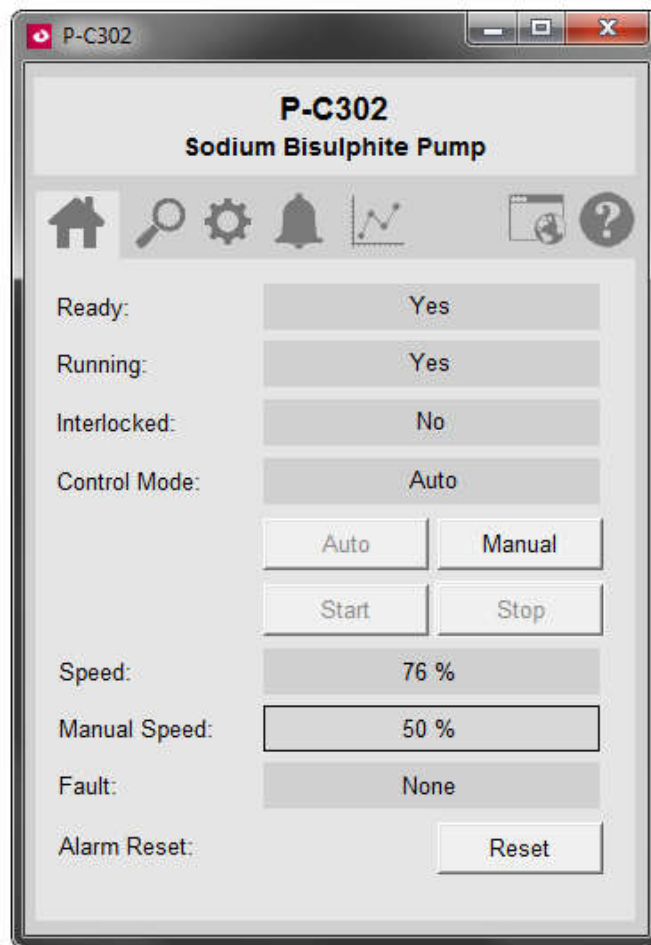 P-C302
P-C302
Sodium Bisulphite Pump
?
Ready: Yes
Running: Yes
Interlocked: No
Control Mode: Auto
Auto Manual
Start Stop
Speed: 76 %
Manual Speed: 50 %
Fault: None
Alarm Reset: Reset